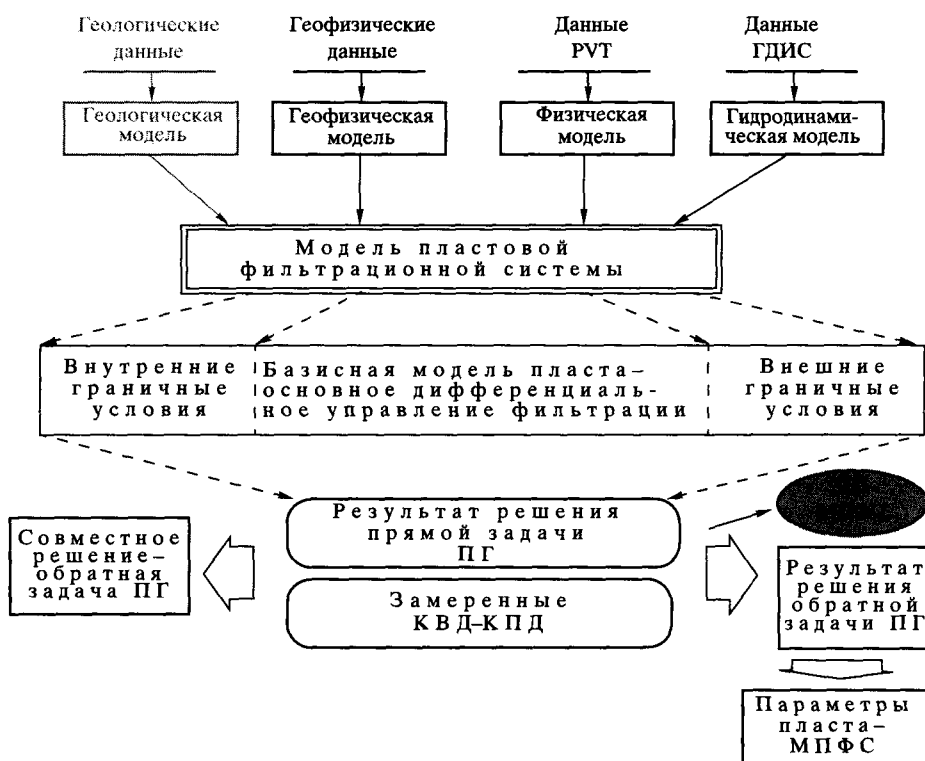 Геологические
данные
Геофизические
данные
Данные
PVT
Данные
ГДИС
Геологическая
модель
Геофизическая
модель
Физическая
модель
Гидродинами-
ческая модель
Модель пластовой
фильтрационной системы
Внутренние
граничные
условия
Базисная модель пласта–
основное дифференциаль-
ное управление фильтрации
Внешние
граничные
условия
Совместное
решение–
обратная
задача ПГ
Результат решения
прямой задачи
ПГ
Замеренные
КВД–КПД
Результат
решения
обратной
задачи ПГ
Параметры
пласта–
МПФС